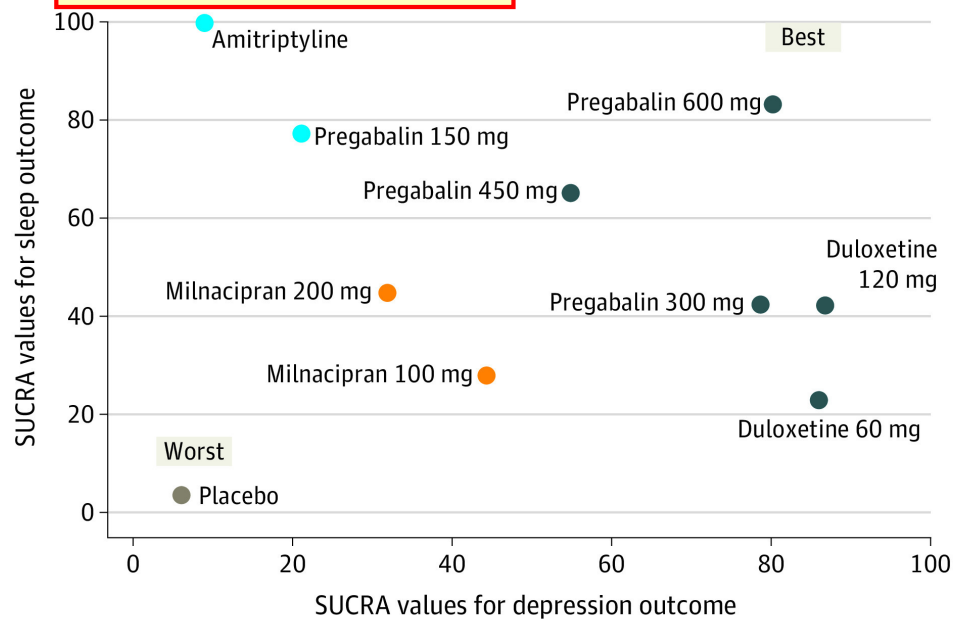 100
Amitriptyline
Best
Pregabalin 600 mg
80
Pregabalin 150 mg
Pregabalin 450 mg
60
Duloxetine
120 mg
Milnacipran 200 mg
Pregabalin 300 mg
40
Milnacipran 100 mg
20
Duloxetine 60 mg
Worst
Placebo
0
SUCRA values for sleep outcome
0 20 40 60 80 100
SUCRA values for depression outcome